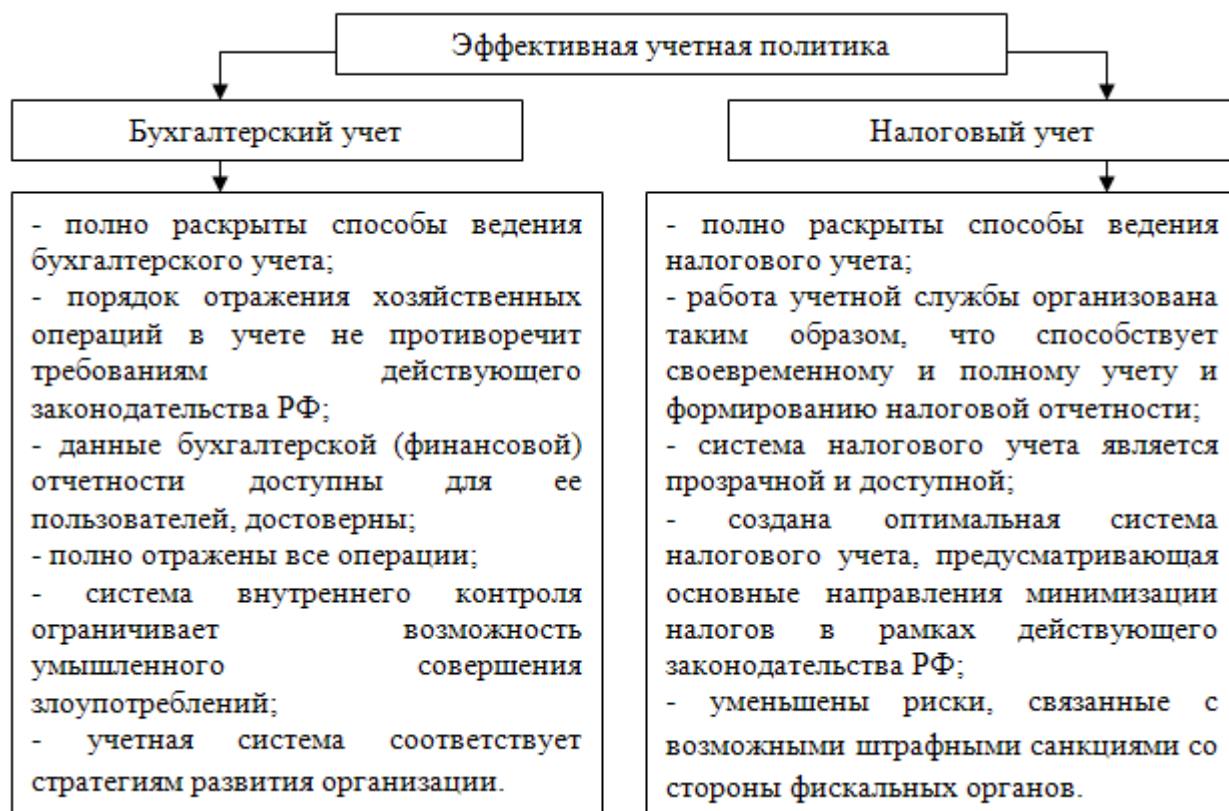 Эффективная учетная политика
Бухгалтерский учет
Налоговый учет
- полно раскрыты способы ведения
бухгалтерского учета;
- порядок отражения хозяйственных
операций в учете не противоречит
требованиям действующего
законодательства РФ;
- данные бухгалтерской (финансовой)
отчетности доступны для ее
пользователей, достоверны;
- полно отражены все операции;
- система внутреннего контроля
ограничивает возможность
умышленного совершения
злоупотреблений;
- учетная система соответствует
стратегиям развития организации.
- полно раскрыты способы ведения
налогового учета;
- работа учетной службы организована
таким образом, что способствует
своевременному и полному учету и
формированию налоговой отчетности;
- система налогового учета является
прозрачной и доступной;
- создана оптимальная система
налогового учета, предусматривающая
основные направления минимизации
налогов в рамках действующего
законодательства РФ;
- уменьшены риски, связанные с
возможными штрафными санкциями со
стороны фискальных органов.